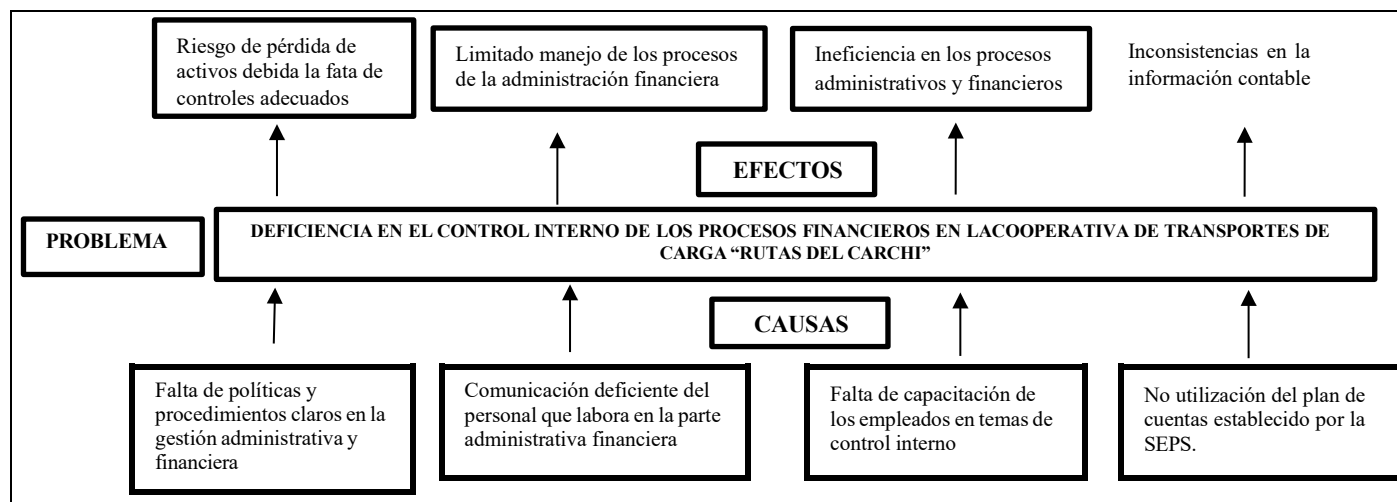 Riesgo de pérdida de
activos debida la fata de
controles adecuados
Limitado manejo de los procesos
de la administración financiera
Ineficiencia en los procesos
administrativos y financieros
Inconsistencias en la
información contable
EFECTOS
PROBLEMA
DEFICIENCIA EN EL CONTROL INTERNO DE LOS PROCESOS FINANCIEROS EN LACOOPERATIVA DE TRANSPORTES DE
CARGA “RUTAS DEL CARCHI”
CAUSAS
Falta de políticas y
procedimientos claros en la
gestión administrativa y
financiera
Comunicación deficiente del
personal que labora en la parte
administrativa financiera
Falta de capacitación de
los empleados en temas de
control interno
No utilización del plan de
cuentas establecido por la
SEPS.